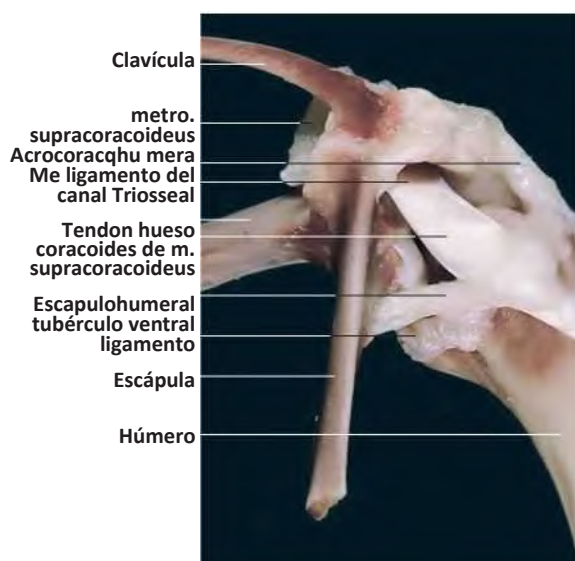 Clavícula
metro.
supracoracoideus
Acrocoracqhu mera
Me ligamento del
canal Triosseal
Tendon hueso
coracoides de m.
supracoracoideus
Escapulohumeral
tubérculo ventral
ligamento
Escápula
Húmero